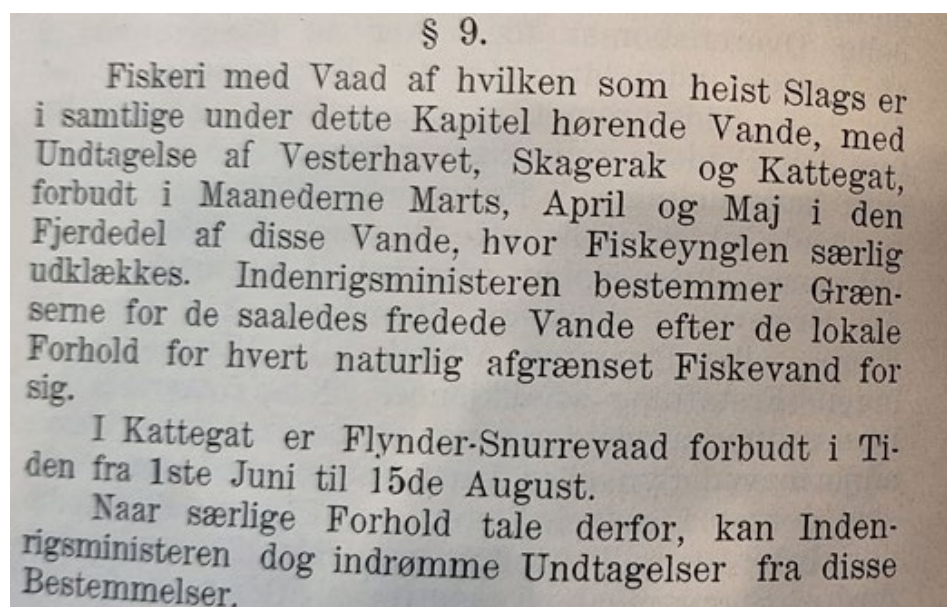 § 9.
Fiskeri med Vaad af hvilken som helst Slags er
i samtlige under dette Kapitel hørende Vande, med
Undtagelse af Vesterhavet, Skagerak og Kattegat,
forbudt i Maanederne Marts, April og Maj i den
Fjerdedel af disse Vande, hvor Fiskeynglen særlig
udklækkes. Indenrigsministeren bestemmer Græn-
serne for de saaledes fredede Vande efter de lokale
Forhold for hvert naturlig afgrænset Fiskevand for
sig.
I Kattegat er Flynder-Snurrevaad forbudt i Ti-
den fra 1ste Juni til 15de August.
Naar særlige Forhold tale derfor, kan Inden-
rigsministeren dog indrømme Undtagelser fra disse
Bestemmelser.